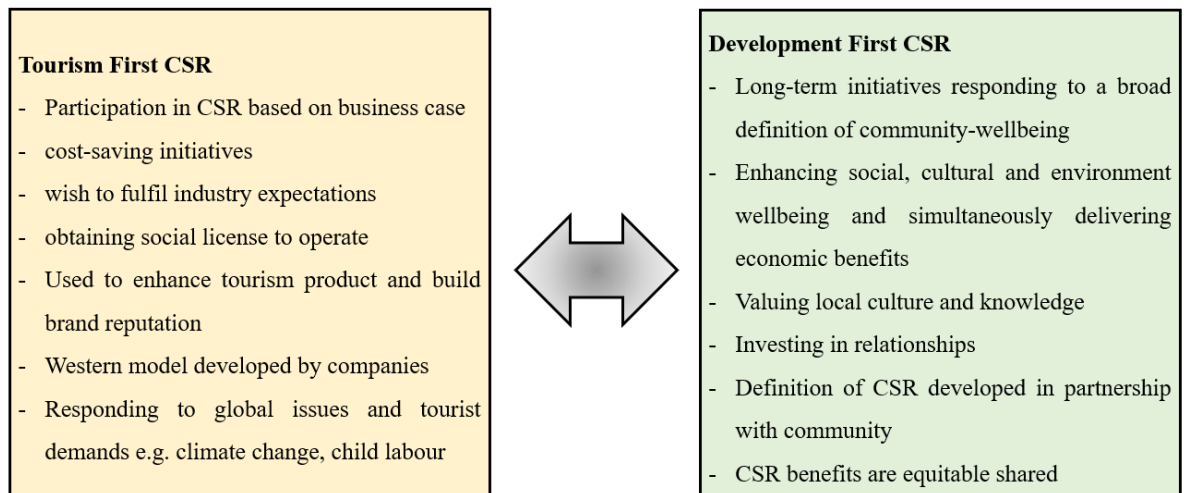 Tourism First CSR
- Participation in CSR based on business case
- cost-saving initiatives
- wish to fulfil industry expectations
- obtaining social license to operate
- Used to enhance tourism product and build
brand reputation
- Western model developed by companies
- Responding to global issues and tourist
demands e.g. climate change, child labour
Development First CSR
- Long-term initiatives responding to a broad
definition of community-wellbeing
- Enhancing social, cultural and environment
wellbeing and simultaneously delivering
economic benefits
- Valuing local culture and knowledge
- Investing in relationships
- Definition of CSR developed in partnership
with community
- CSR benefits are equitable shared